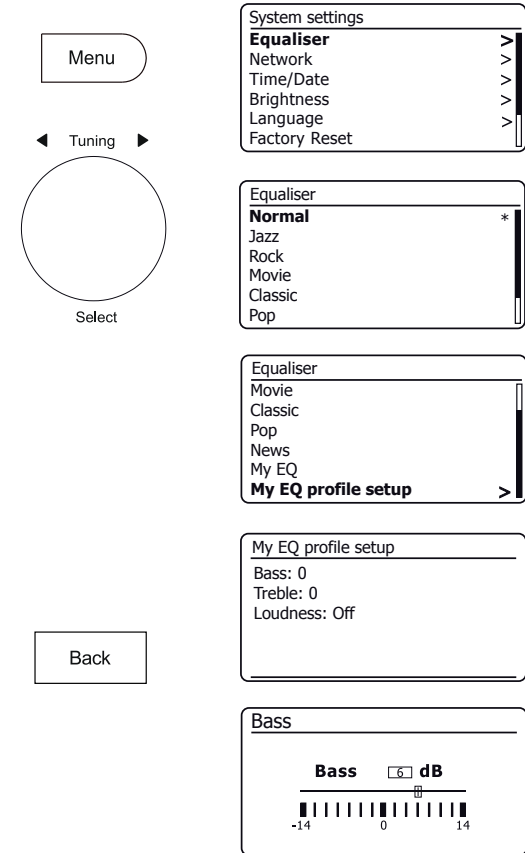 Menu
Tuning
Select
Back
System settings
Equaliser >
Network >
Time/Date >
Brightness >
Language >
Factory Reset
Equaliser
Normal *
Jazz
Rock
Movie
Classic
Pop
Equaliser
Movie
Classic
Pop
News
My EQ
My EQ profile setup >
My EQ profile setup
Bass: 0
Treble: 0
Loudness: Off
Bass
Bass 6 dB
-14 0 14